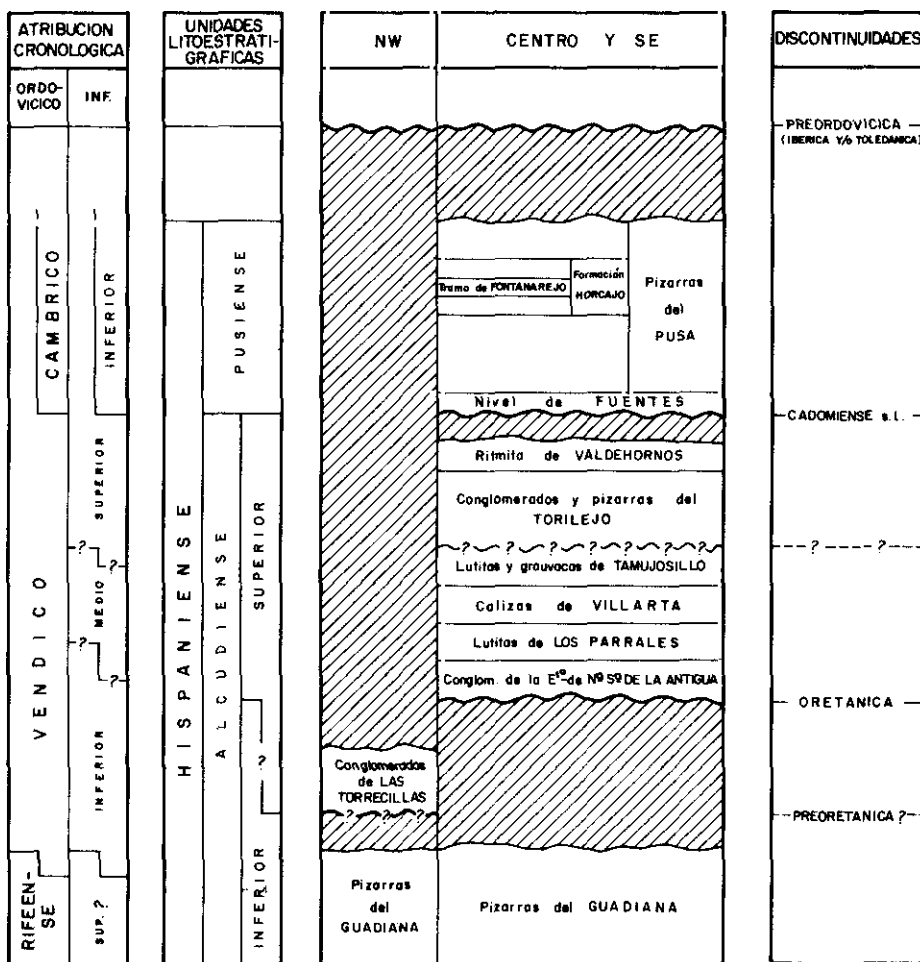 ATRIBUCION
CRONOLOGICA
ORDO-
VICICO
INF.
CAMBRICO
INFERIOR
VENDICO
SUPERIOR
?
?
MEDIO
?
?
INFERIOR
RIFEEN-
SE
SUP.?
UNIDADES
LITOESTRATI-
GRAFICAS
HISPANIENSE
PUSIENSE
ALCUDIENSE
SUPERIOR
?
INFERIOR
NW
Conglomerados
de LAS
TORRECILLAS
? ? ?
Pizarras
del
GUADIANA
CENTRO Y SE
Tramo de FONTANAREJO
Formación
HORCAJO
Pizarras
del
PUSA
Nivel de FUENTES
Ritmita de VALDEHORNOS
Conglomerados y pizarras del
TORILEJO
? ? ? ? ? ? ?
Lutitas y grauvacas de TAMUJOSILLO
Calizas de VILLARTA
Lutitas de LOS PARRALES
Conglom. de la Eta de Nª Sª DE LA ANTIGUA
Pizarras del GUADIANA
DISCONTINUIDADES
PREORDOVICICA
(IBERICA Y/o TOLEDANICA)
CADOMIENSE s.l.
? ?
ORETANICA
PREORETANICA ?